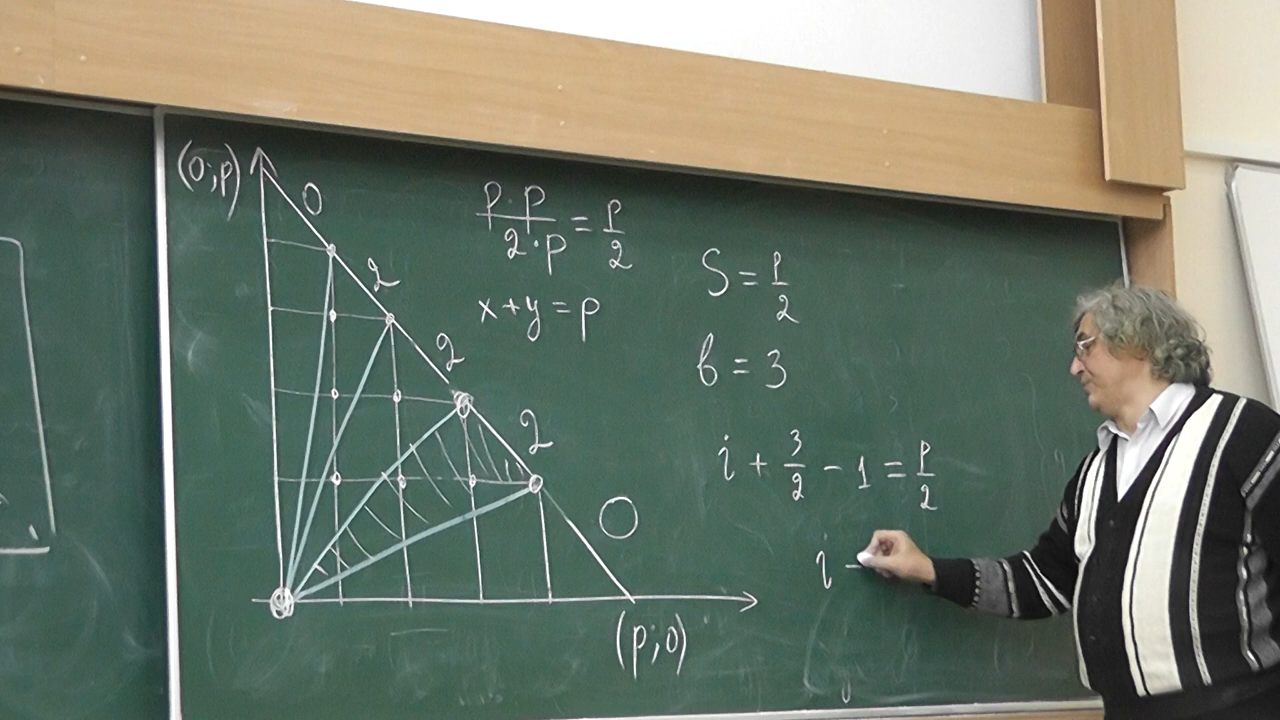 (0;p)
0
2
2
2
0
(p;0)
p·p/2·p = p/2
x+y=p
S = p/2
b = 3
i + 3/2 - 1 = p/2
i -